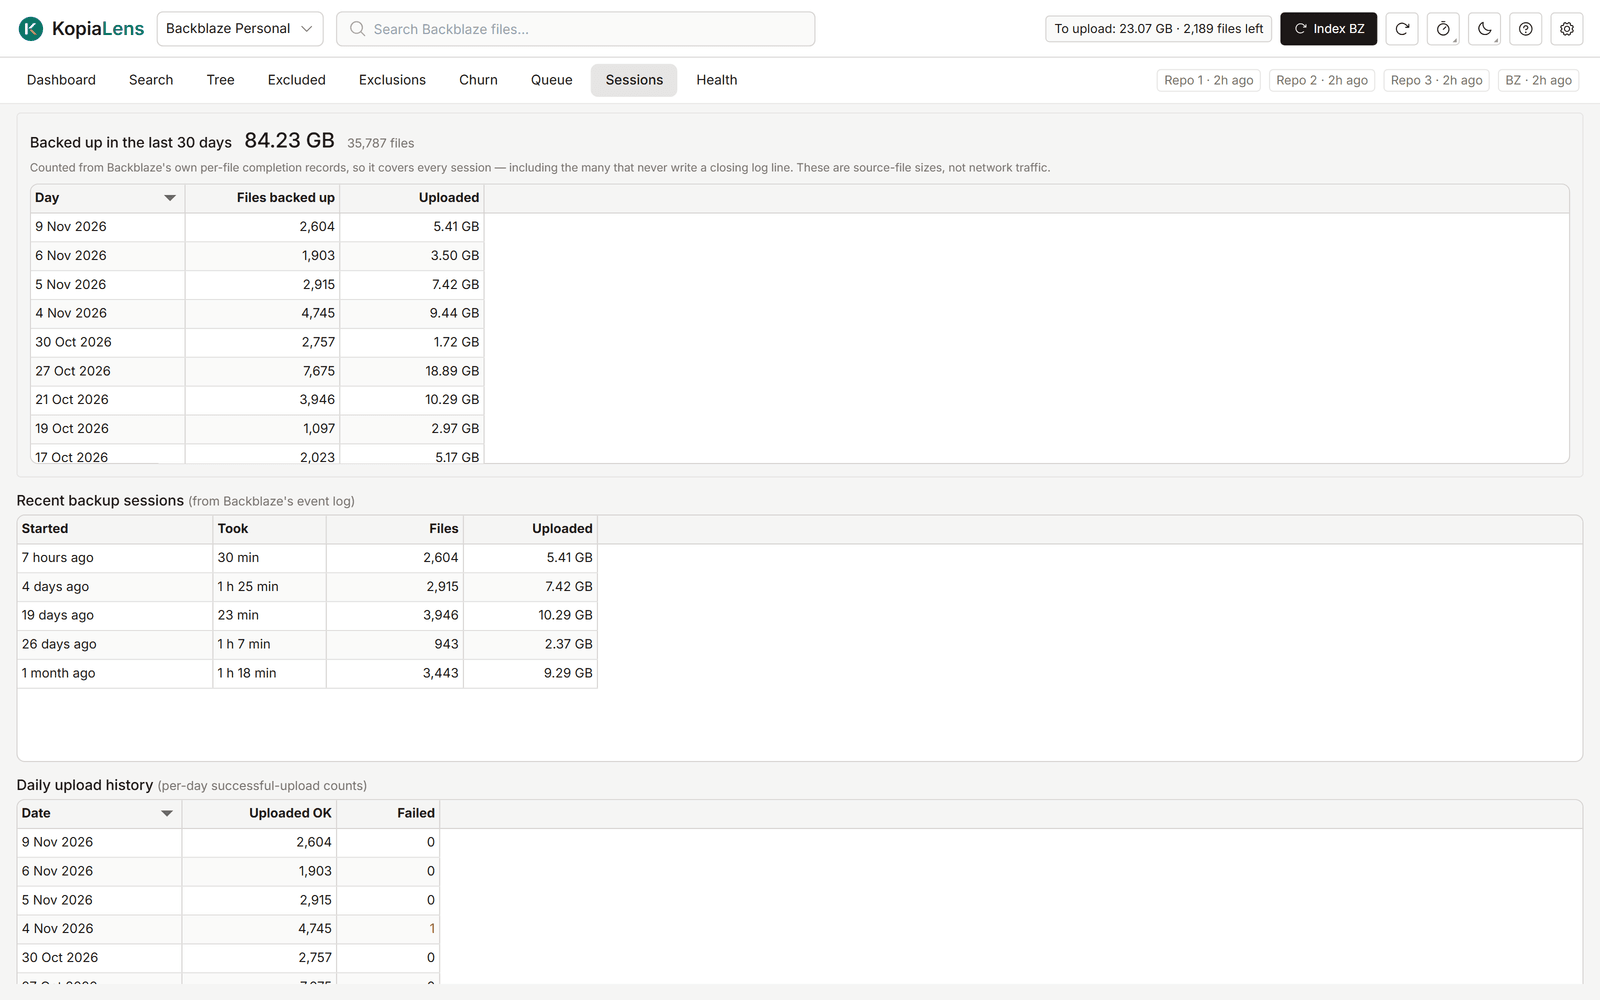 KopiaLens
Backblaze Personal
Search Backblaze files...
To upload: 23.07 GB · 2,189 files left
Index BZ
Dashboard Search Tree Excluded Exclusions Churn Queue Sessions Health
Repo 1 · 2h ago Repo 2 · 2h ago Repo 3 · 2h ago BZ · 2h ago
Backed up in the last 30 days 84.23 GB 35,787 files
Counted from Backblaze's own per-file completion records, so it covers every session — including the many that never write a closing log line. These are source-file sizes, not network traffic.
Day Files backed up Uploaded
9 Nov 2026 2,604 5.41 GB
6 Nov 2026 1,903 3.50 GB
5 Nov 2026 2,915 7.42 GB
4 Nov 2026 4,745 9.44 GB
30 Oct 2026 2,757 1.72 GB
27 Oct 2026 7,675 18.89 GB
21 Oct 2026 3,946 10.29 GB
19 Oct 2026 1,097 2.97 GB
17 Oct 2026 2,023 5.17 GB
Recent backup sessions (from Backblaze's event log)
Started Took Files Uploaded
7 hours ago 30 min 2,604 5.41 GB
4 days ago 1 h 25 min 2,915 7.42 GB
19 days ago 23 min 3,946 10.29 GB
26 days ago 1 h 7 min 943 2.37 GB
1 month ago 1 h 18 min 3,443 9.29 GB
Daily upload history (per-day successful-upload counts)
Date Uploaded OK Failed
9 Nov 2026 2,604 0
6 Nov 2026 1,903 0
5 Nov 2026 2,915 0
4 Nov 2026 4,745 1
30 Oct 2026 2,757 0